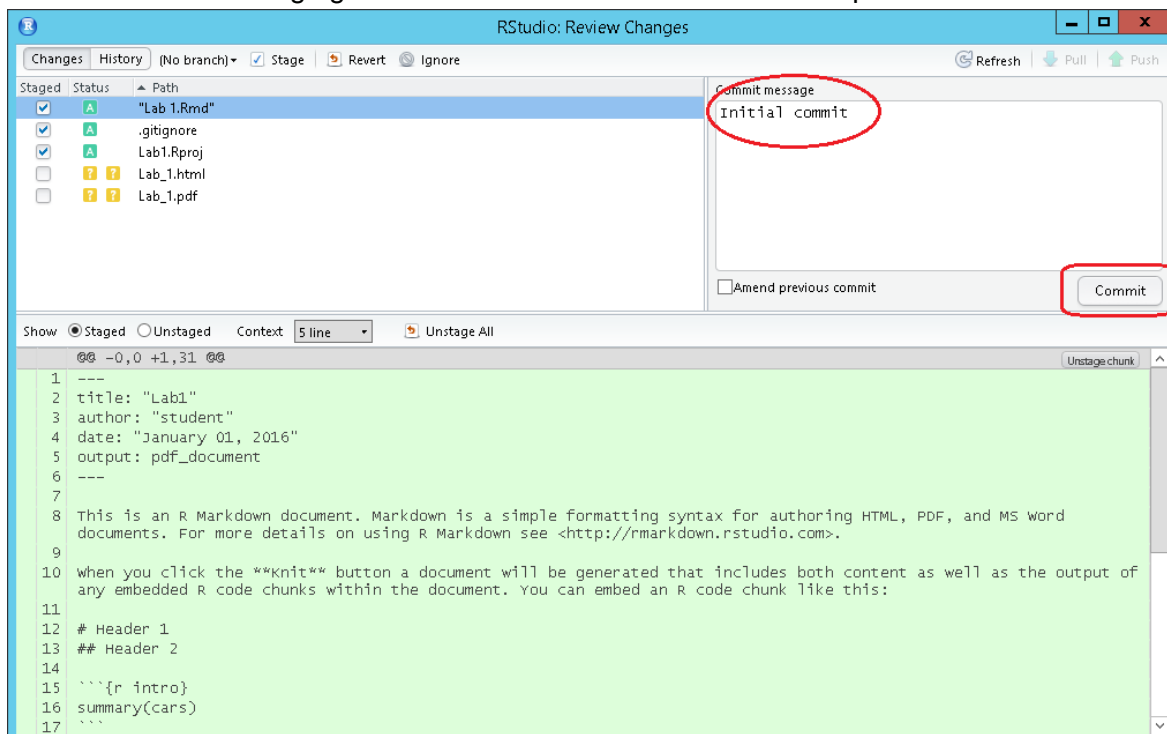 RStudio: Review Changes
Changes History (No branch) Stage Revert Ignore Refresh Pull Push
Staged Status Path
A "Lab 1.Rmd"
A .gitignore
A Lab1.Rproj
? ? Lab_1.html
? ? Lab_1.pdf
Commit message
Initial commit
Amend previous commit
Commit
Show Staged Unstaged Context 5 line Unstage All
@@ -0,0 +1,31 @@ Unstage chunk
1 ---
2 title: "Lab1"
3 author: "student"
4 date: "January 01, 2016"
5 output: pdf_document
6 ---
7
8 This is an R Markdown document. Markdown is a simple formatting syntax for authoring HTML, PDF, and MS Word
documents. For more details on using R Markdown see <http://rmarkdown.rstudio.com>.
9
10 When you click the **Knit** button a document will be generated that includes both content as well as the output of
any embedded R code chunks within the document. You can embed an R code chunk like this:
11
12 # Header 1
13 ## Header 2
14
15 ```{r intro}
16 summary(cars)
17 ```